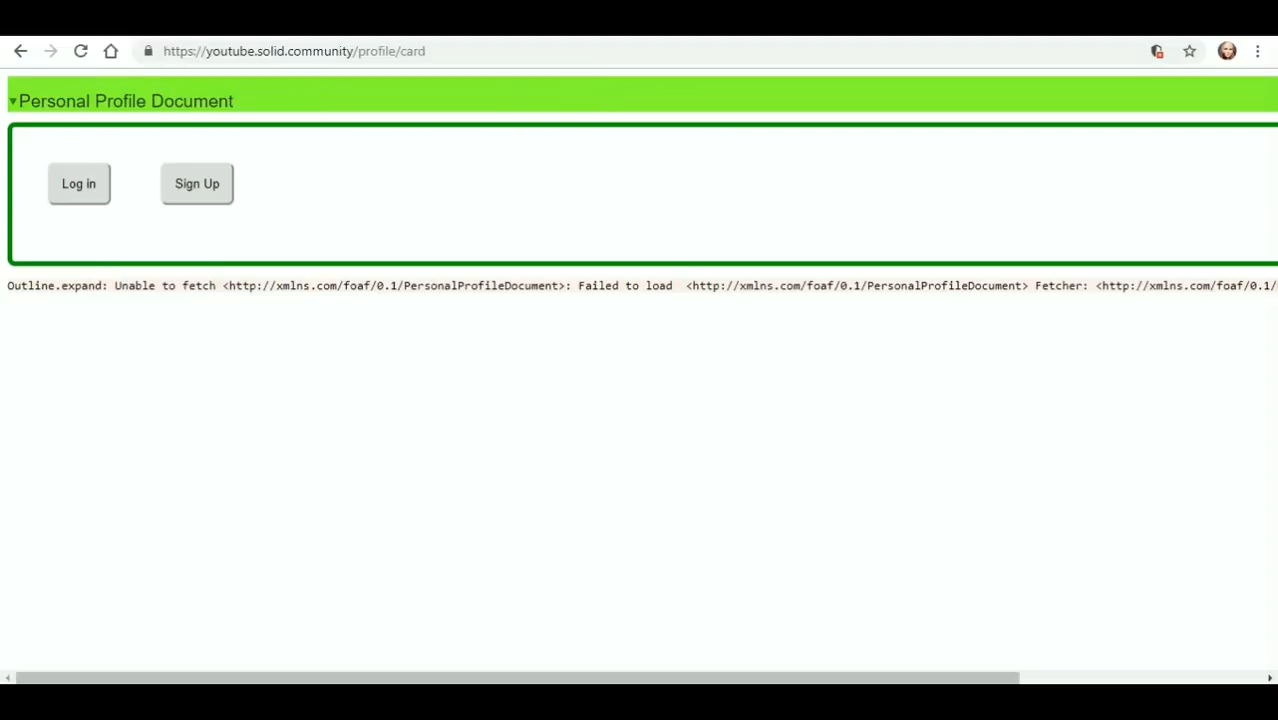 https://youtube.solid.community/profile/card
Personal Profile Document
Log in
Sign Up
Outline.expand: Unable to fetch <http://xmlns.com/foaf/0.1/PersonalProfileDocument>: Failed to load <http://xmlns.com/foaf/0.1/PersonalProfileDocument> Fetcher: <http://xmlns.com/foaf/0.1/